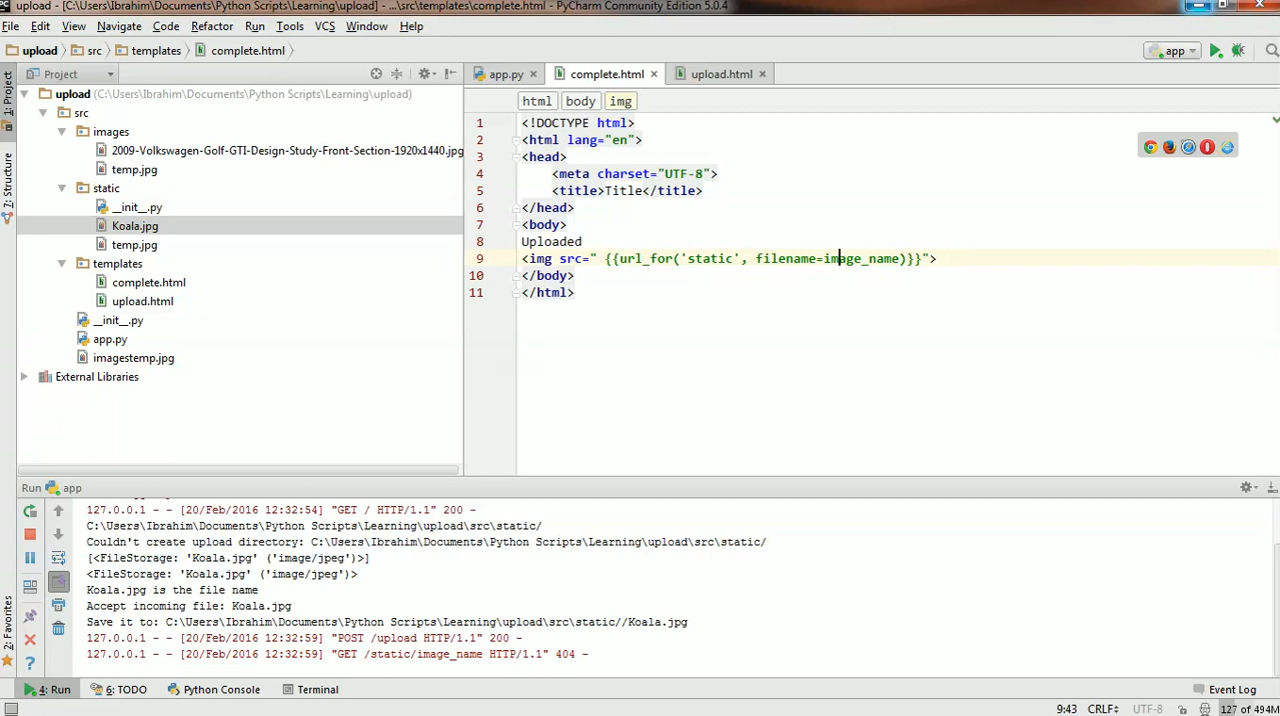 upload - [C:\Users\Ibrahim\Documents\Python Scripts\Learning\upload] - ...\src\templates\complete.html - PyCharm Community Edition 5.0.4
File Edit View Navigate Code Refactor Run Tools VCS Window Help
upload src templates complete.html app
Project app.py complete.html upload.html
1: Project
7: Structure
2: Favorites
upload (C:\Users\Ibrahim\Documents\Python Scripts\Learning\upload)
src
images
2009-Volkswagen-Golf-GTI-Design-Study-Front-Section-1920x1440.jpg
temp.jpg
static
__init__.py
Koala.jpg
temp.jpg
templates
complete.html
upload.html
__init__.py
app.py
imagestemp.jpg
External Libraries
html body img
1 <!DOCTYPE html>
2 <html lang="en">
3 <head>
4 <meta charset="UTF-8">
5 <title>Title</title>
6 </head>
7 <body>
8 Uploaded
9 <img src=" {{url_for('static', filename=image_name)}}">
10 </body>
11 </html>
Run app
127.0.0.1 - - [20/Feb/2016 12:32:54] "GET / HTTP/1.1" 200 -
C:\Users\Ibrahim\Documents\Python Scripts\Learning\upload\src\static/
Couldn't create upload directory: C:\Users\Ibrahim\Documents\Python Scripts\Learning\upload\src\static/
[<FileStorage: 'Koala.jpg' ('image/jpeg')>]
<FileStorage: 'Koala.jpg' ('image/jpeg')>
Koala.jpg is the file name
Accept incoming file: Koala.jpg
Save it to: C:\Users\Ibrahim\Documents\Python Scripts\Learning\upload\src\static//Koala.jpg
127.0.0.1 - - [20/Feb/2016 12:32:59] "POST /upload HTTP/1.1" 200 -
127.0.0.1 - - [20/Feb/2016 12:32:59] "GET /static/image_name HTTP/1.1" 404 -
4: Run 6: TODO Python Console Terminal Event Log
9:43 CRLF UTF-8 127 of 494M